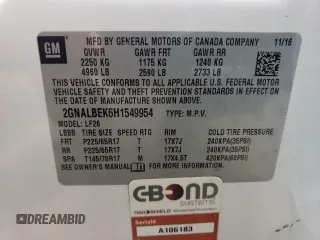 GM
MFD BY GENERAL MOTORS OF CANADA COMPANY 11/16
GVWR GAWR FRT GAWR RR
2250 KG 1175 KG 1240 KG
4960 LB 2590 LB 2733 LB
THIS VEHICLE CONFORMS TO ALL APPLICABLE U.S. FEDERAL MOTOR
VEHICLE SAFETY AND THEFT PREVENTION STANDARDS IN EFFECT ON
THE DATE OF MANUFACTURE SHOWN ABOVE.
2GNALBEK6H1549954 TYPE: M.P.V.
MODEL: LF26
LBBB TIRE SIZE SPEED RTG RIM COLD TIRE PRESSURE
FRT P225/65R17 T 17X7J 240KPA(35PSI)
RR P225/65R17 T 17X7J 240KPA(35PSI)
SPA T145/70R17 M 17X4.5T 420KPA(60PSI)
SEE OWNER'S MANUAL FOR MORE INFORMATION.
C-BOND
SYSTEMS
A106183
DREAMBID